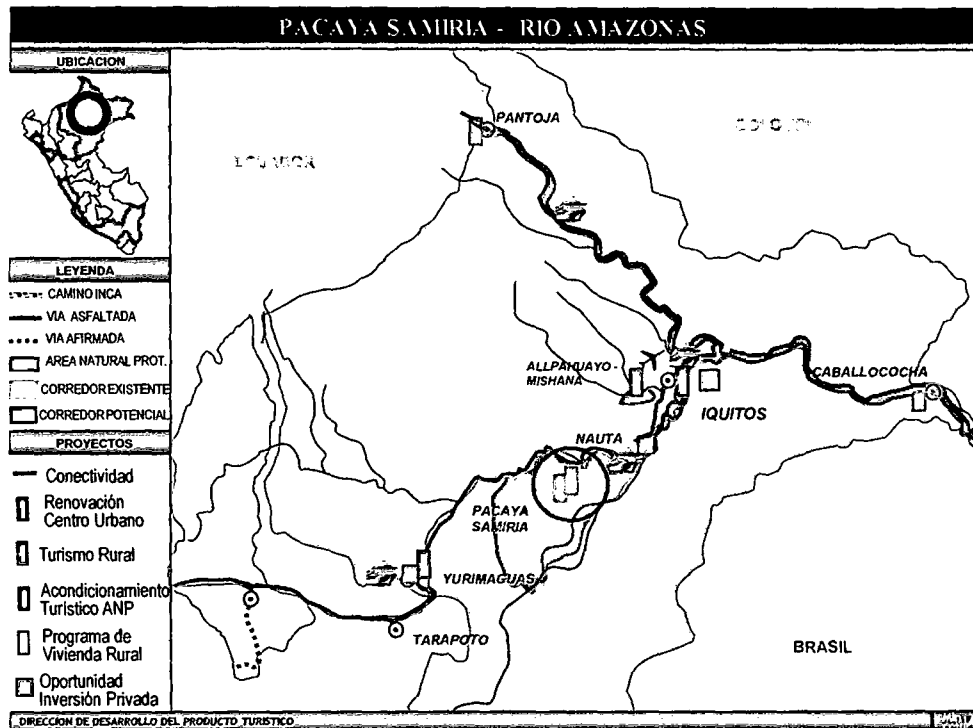 PACAYA SAMIRIA - RIO AMAZONAS
UBICACION
LEYENDA
CAMINO INCA
VIA ASFALTADA
VIA AFIRMADA
AREA NATURAL PROT.
CORREDOR EXISTENTE
CORREDOR POTENCIAL
PROYECTOS
Conectividad
Renovación
Centro Urbano
Turismo Rural
Acondicionamiento
Turístico ANP
Programa de
Vivienda Rural
Oportunidad
Inversión Privada
PANTOJA
ALLPAHUAYO -
MISHANA
CABALLOCOCHA
IQUITOS
NAUTA
PACAYA
SAMIRIA
YURIMAGUAS
TARAPOTO
BRASIL
DIRECCION DE DESARROLLO DEL PRODUCTO TURISTICO